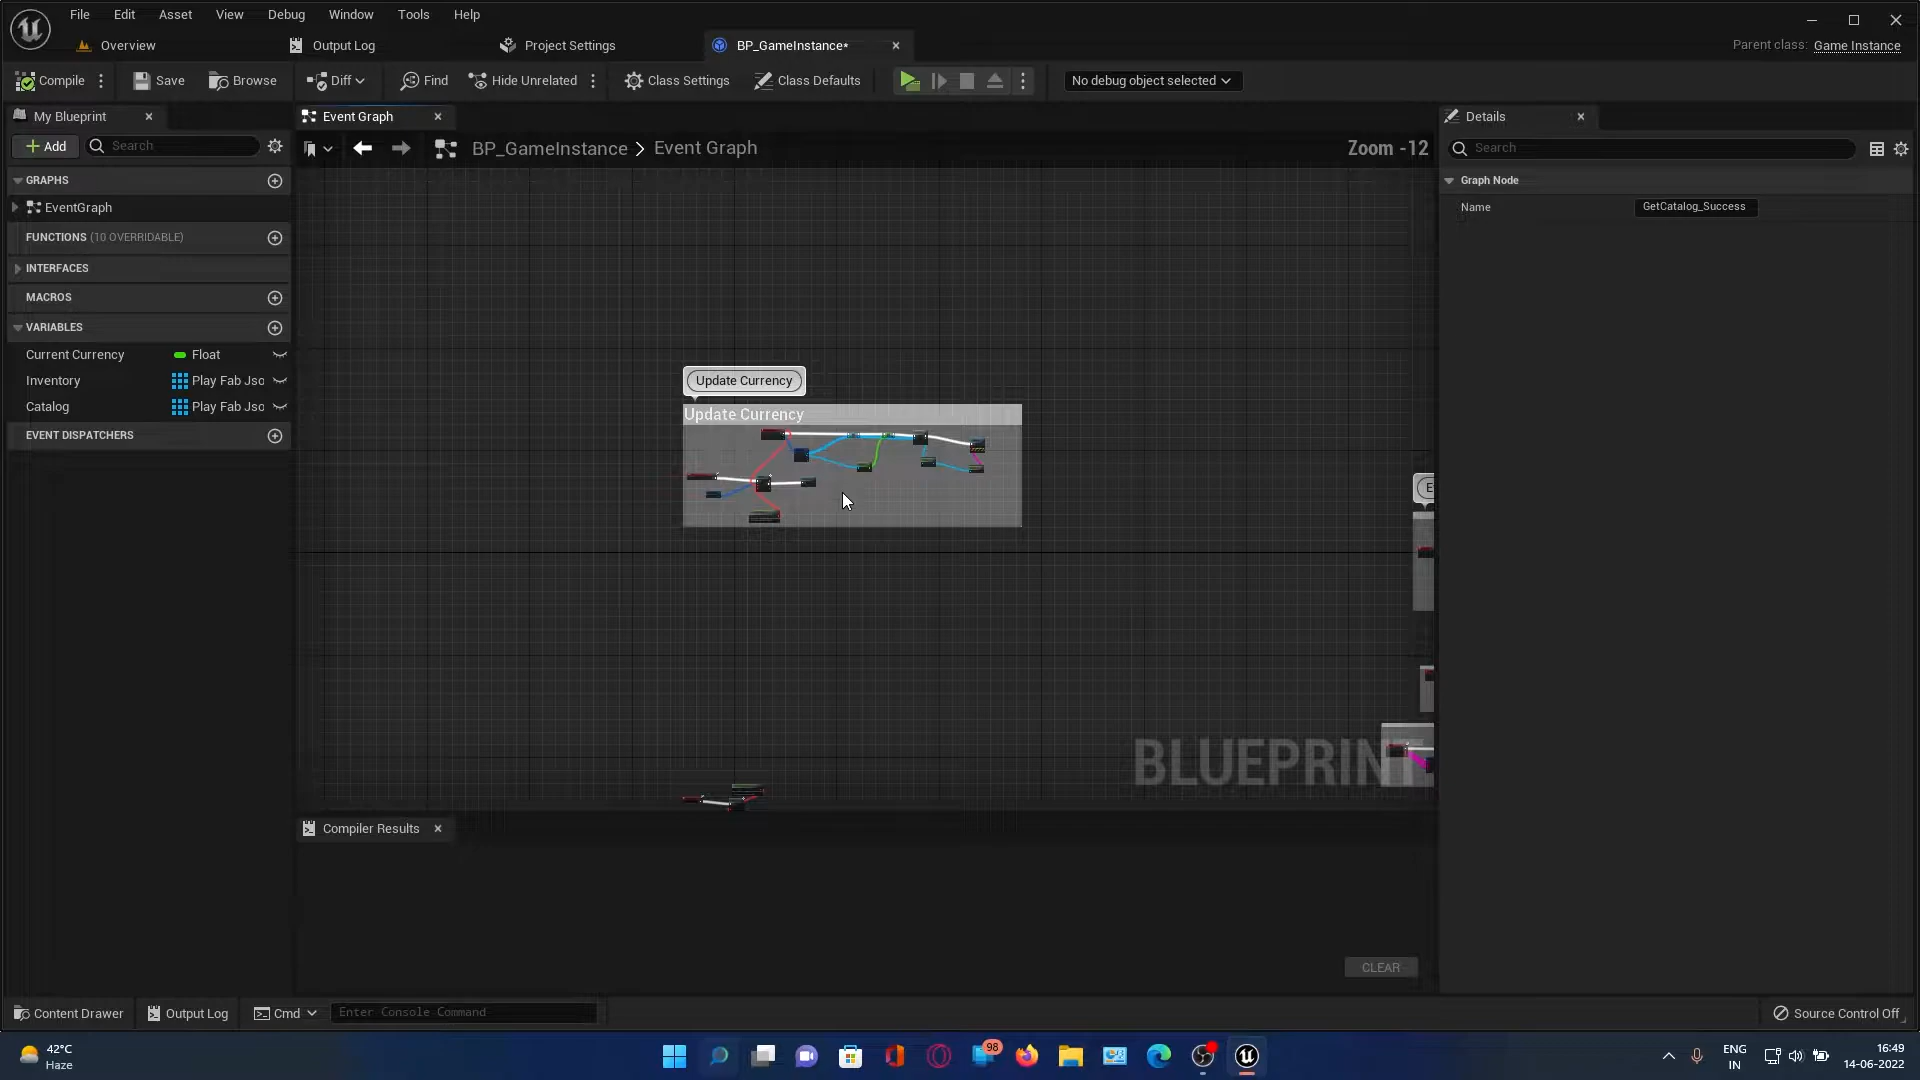 File Edit Asset View Debug Window Tools Help
Overview Output Log Project Settings BP_GameInstance* Parent class: Game Instance
Compile Save Browse Diff Find Hide Unrelated Class Settings Class Defaults No debug object selected
My Blueprint Event Graph Details
Add Search BP_GameInstance > Event Graph Zoom -12 Search
GRAPHS Graph Node
EventGraph Name GetCatalog_Success
FUNCTIONS (10 OVERRIDABLE)
INTERFACES
MACROS
VARIABLES
Current Currency Float
Inventory Play Fab Jso
Catalog Play Fab Jso
EVENT DISPATCHERS
Update Currency
Update Currency
E
BLUEPRINT
Compiler Results
CLEAR
Content Drawer Output Log Cmd Enter Console Command Source Control Off
42°C
Haze
98
ENG
IN
16:49
14-06-2022